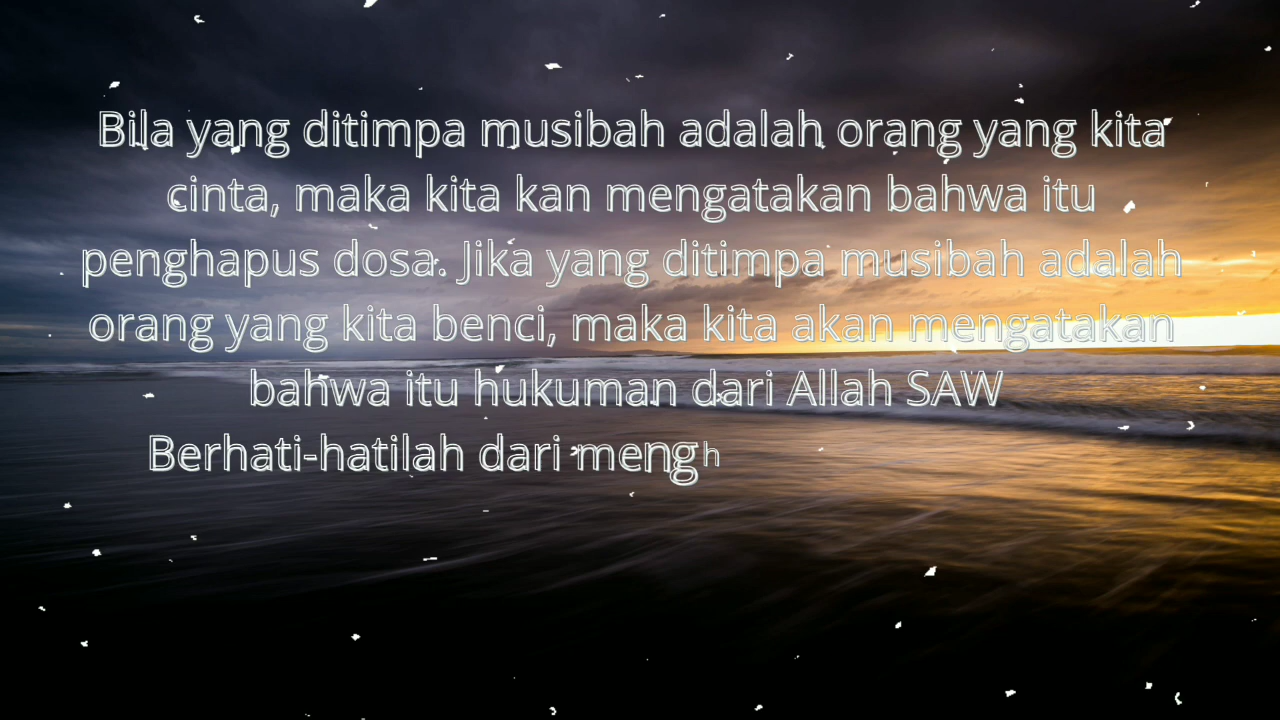 Bila yang ditimpa musibah adalah orang yang kita
cinta, maka kita kan mengatakan bahwa itu
penghapus dosa. Jika yang ditimpa musibah adalah
orang yang kita benci, maka kita akan mengatakan
bahwa itu hukuman dari Allah SAW
Berhati-hatilah dari mengh